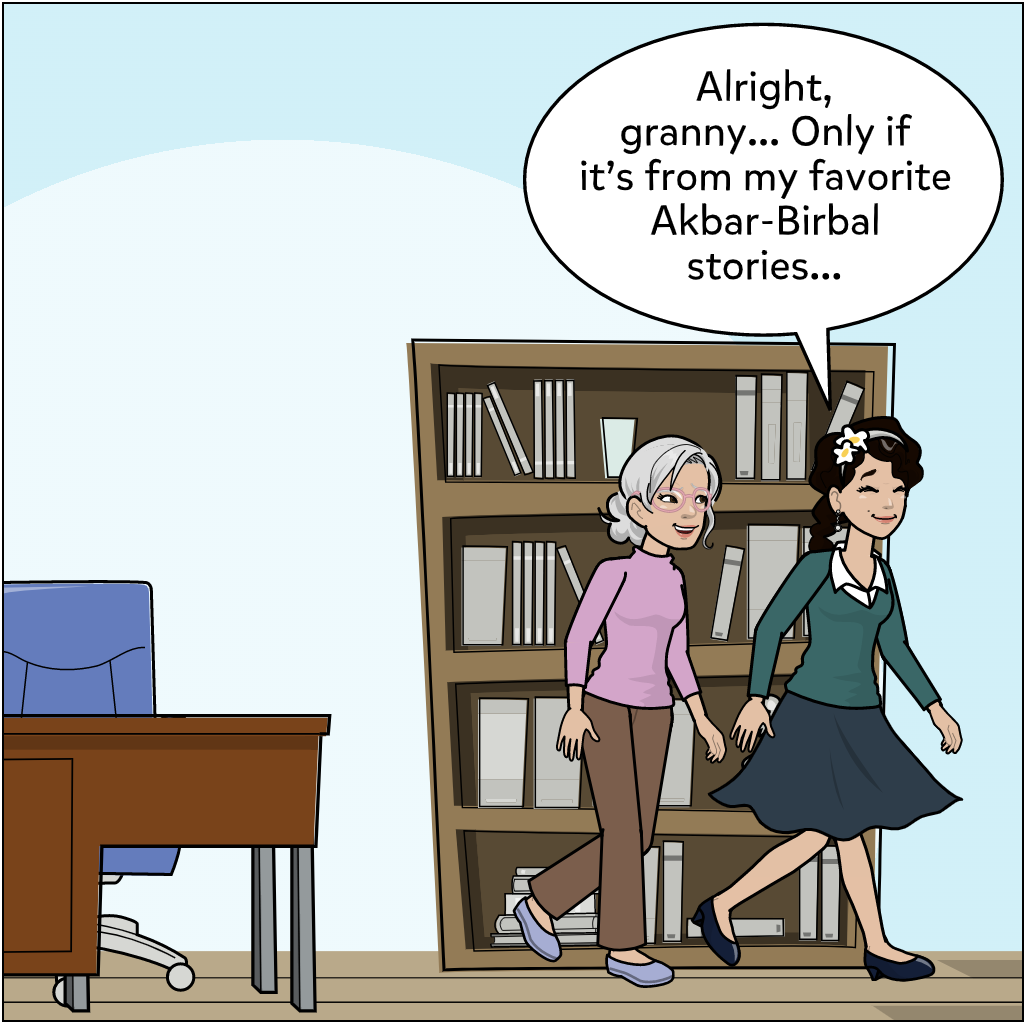 Alright,
granny... Only if
it's from my favorite
Akbar-Birbal
stories...